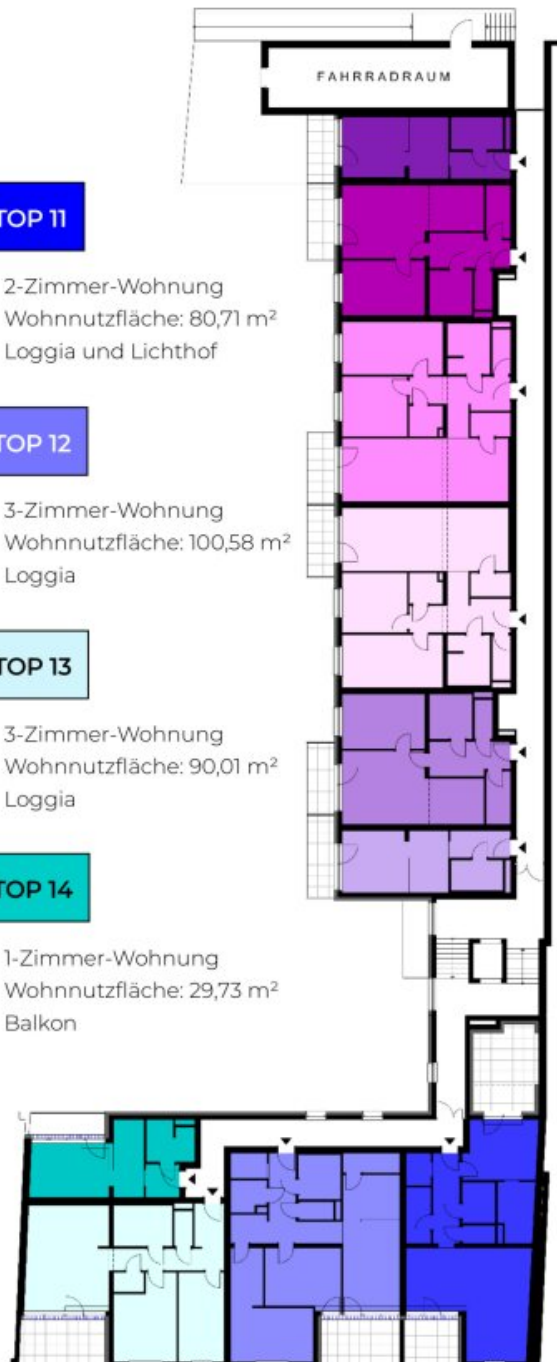 FAHRRADRAUM
TOP 11
2-Zimmer-Wohnung
Wohnnutzfläche: 80,71 m²
Loggia und Lichthof
TOP 12
3-Zimmer-Wohnung
Wohnnutzfläche: 100,58 m²
Loggia
TOP 13
3-Zimmer-Wohnung
Wohnnutzfläche: 90,01 m²
Loggia
TOP 14
1-Zimmer-Wohnung
Wohnnutzfläche: 29,73 m²
Balkon